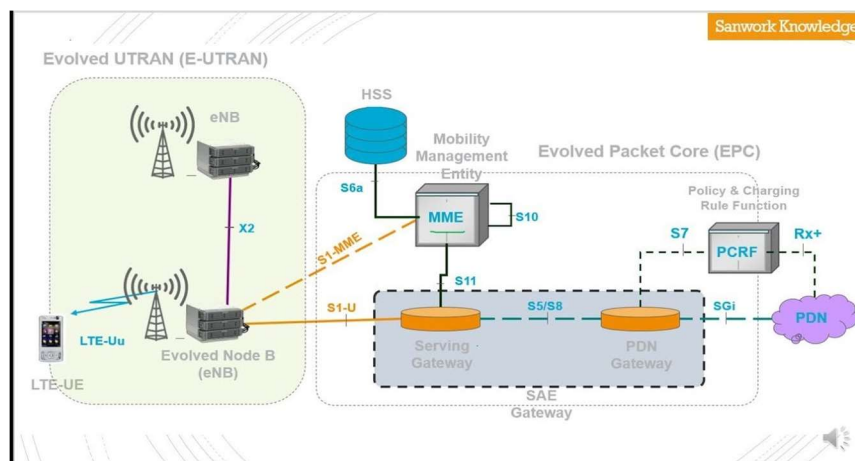 Sanwork Knowledge
Evolved UTRAN (E-UTRAN)
eNB
HSS
Mobility
Management
Entity
Evolved Packet Core (EPC)
S6a
MME
S10
Policy & Charging
Rule Function
X2
S1-MME
S7
PCRF
Rx+
S11
S1-U
S5/S8
SGi
PDN
LTE-Uu
Evolved Node B
(eNB)
Serving
Gateway
PDN
Gateway
LTE-UE
SAE
Gateway